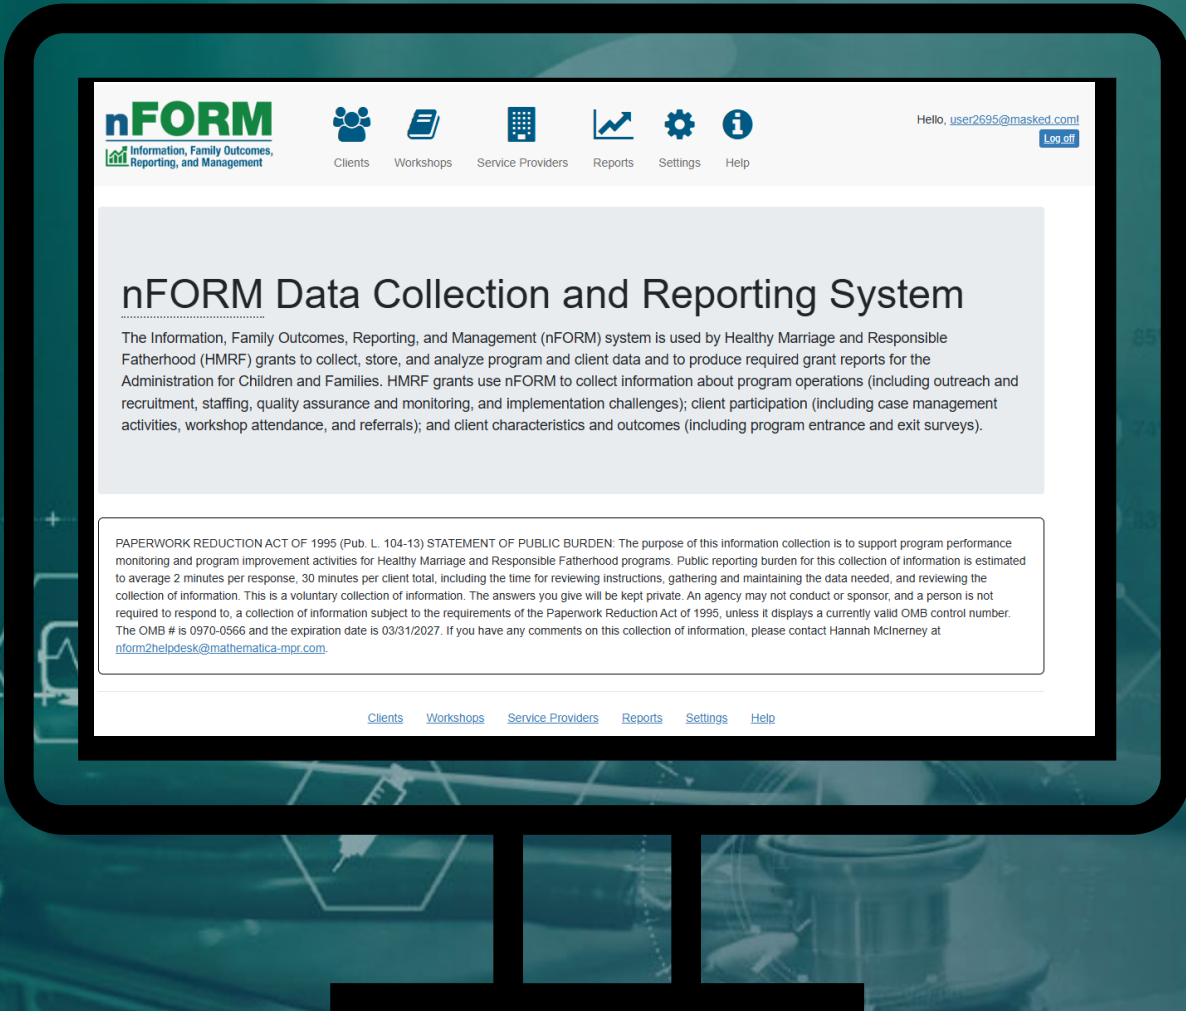 nFORM
Information, Family Outcomes,
Reporting, and Management
Clients Workshops Service Providers Reports Settings Help
Hello, user2695@masked.com!
Log off
nFORM Data Collection and Reporting System
The Information, Family Outcomes, Reporting, and Management (nFORM) system is used by Healthy Marriage and Responsible
Fatherhood (HMRF) grants to collect, store, and analyze program and client data and to produce required grant reports for the
Administration for Children and Families. HMRF grants use nFORM to collect information about program operations (including outreach and
recruitment, staffing, quality assurance and monitoring, and implementation challenges); client participation (including case management
activities, workshop attendance, and referrals); and client characteristics and outcomes (including program entrance and exit surveys).
PAPERWORK REDUCTION ACT OF 1995 (Pub. L. 104-13) STATEMENT OF PUBLIC BURDEN: The purpose of this information collection is to support program performance
monitoring and program improvement activities for Healthy Marriage and Responsible Fatherhood programs. Public reporting burden for this collection of information is estimated
to average 2 minutes per response, 30 minutes per client total, including the time for reviewing instructions, gathering and maintaining the data needed, and reviewing the
collection of information. This is a voluntary collection of information. The answers you give will be kept private. An agency may not conduct or sponsor, and a person is not
required to respond to, a collection of information subject to the requirements of the Paperwork Reduction Act of 1995, unless it displays a currently valid OMB control number.
The OMB # is 0970-0566 and the expiration date is 03/31/2027. If you have any comments on this collection of information, please contact Hannah McInerney at
nform2helpdesk@mathematica-mpr.com.
Clients Workshops Service Providers Reports Settings Help